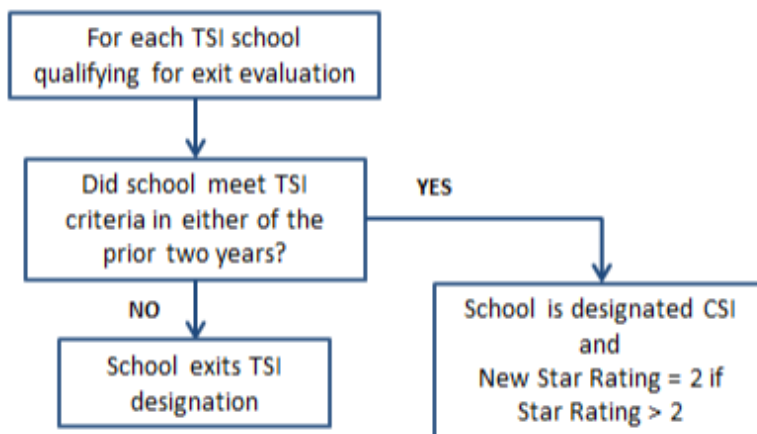 For each TSI school
qualifying for exit evaluation
Did school meet TSI
criteria in either of the
prior two years?
YES
NO
School exits TSI
designation
School is designated CSI
and
New Star Rating = 2 if
Star Rating > 2